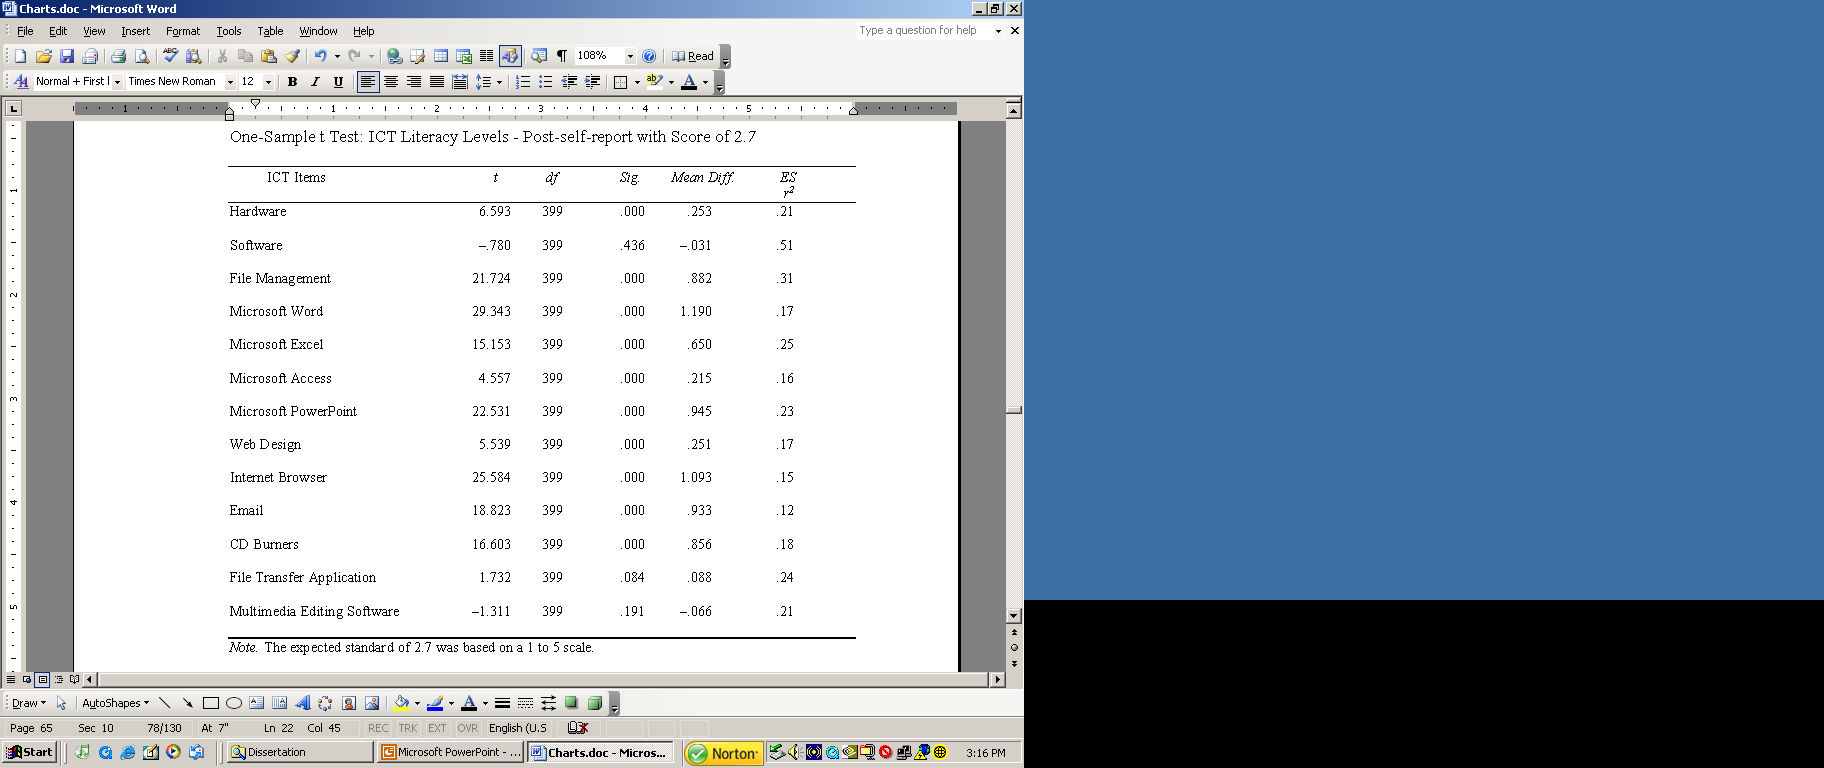 Charts.doc - Microsoft Word
File Edit View Insert Format Tools Table Window Help Type a question for help
108% Read
Normal + First l Times New Roman 12 B I U
1 1 2 3 4 5
One-Sample t Test: ICT Literacy Levels - Post-self-report with Score of 2.7
ICT Items t df Sig. Mean Diff. ES
r²
Hardware 6.593 399 .000 .253 .21
Software –.780 399 .436 –.031 .51
File Management 21.724 399 .000 .882 .31
Microsoft Word 29.343 399 .000 1.190 .17
Microsoft Excel 15.153 399 .000 .650 .25
Microsoft Access 4.557 399 .000 .215 .16
Microsoft PowerPoint 22.531 399 .000 .945 .23
Web Design 5.539 399 .000 .251 .17
Internet Browser 25.584 399 .000 1.093 .15
Email 18.823 399 .000 .933 .12
CD Burners 16.603 399 .000 .856 .18
File Transfer Application 1.732 399 .084 .088 .24
Multimedia Editing Software –1.311 399 .191 –.066 .21
Note. The expected standard of 2.7 was based on a 1 to 5 scale.
Draw AutoShapes
Page 65 Sec 10 78/130 At 7" Ln 22 Col 45 REC TRK EXT OVR English (U.S
Start Dissertation Microsoft PowerPoint - ... Charts.doc - Micros... Norton 3:16 PM